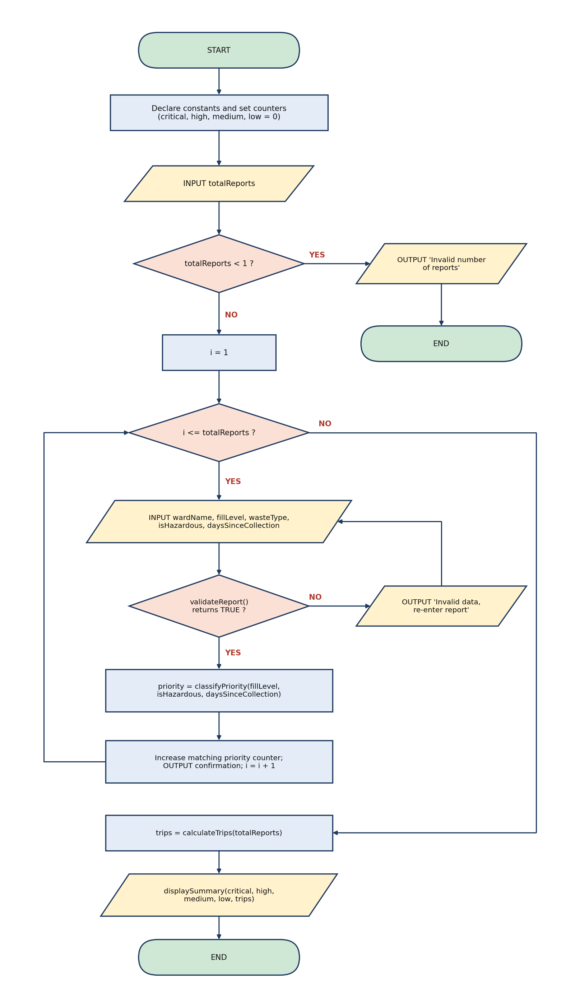 START
Declare constants and set counters
(critical, high, medium, low = 0)
INPUT totalReports
totalReports < 1 ?
YES
OUTPUT 'Invalid number
of reports'
END
NO
i = 1
i <= totalReports ?
NO
YES
INPUT wardName, fillLevel, wasteType,
isHazardous, daysSinceCollection
validateReport()
returns TRUE ?
NO
OUTPUT 'Invalid data,
re-enter report'
YES
priority = classifyPriority(fillLevel,
isHazardous, daysSinceCollection)
Increase matching priority counter;
OUTPUT confirmation; i = i + 1
trips = calculateTrips(totalReports)
displaySummary(critical, high,
medium, low, trips)
END